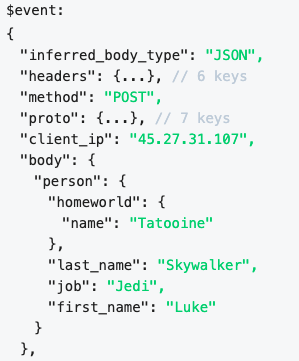 $event:
{
"inferred_body_type": "JSON",
"headers": {...}, // 6 keys
"method": "POST",
"proto": {...}, // 7 keys
"client_ip": "45.27.31.107",
"body": {
"person": {
"homeworld": {
"name": "Tatooine"
},
"last_name": "Skywalker",
"job": "Jedi",
"first_name": "Luke"
}
},